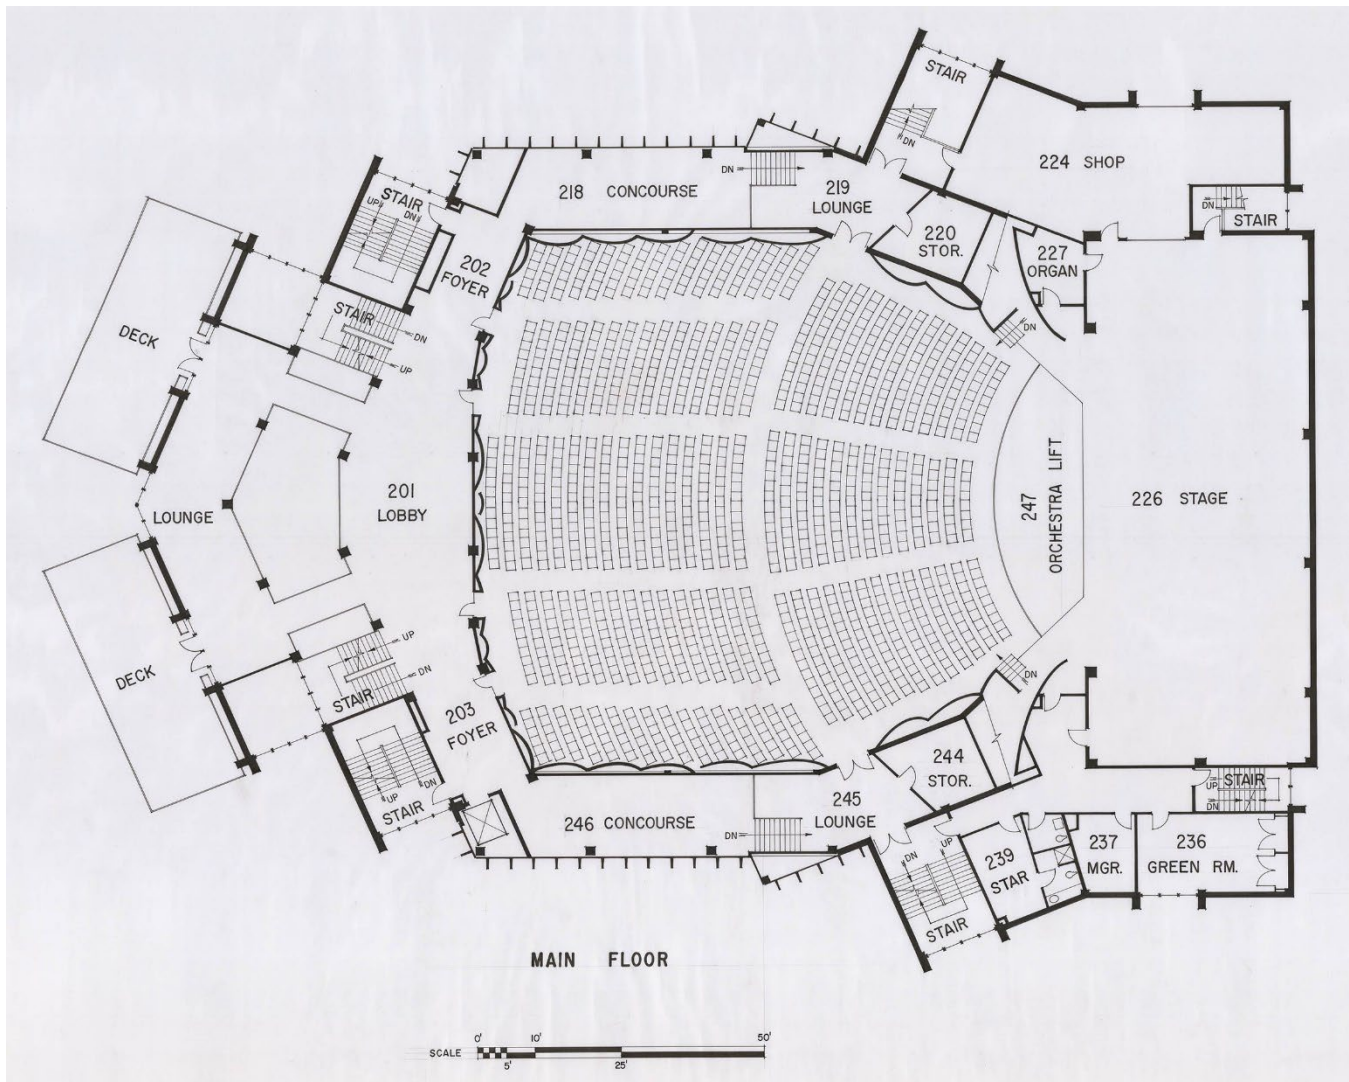 STAIR
DN
224 SHOP
218 CONCOURSE
DN
219
LOUNGE
STAIR
UP
DN
DN
STAIR
220
STOR.
227
ORGAN
202
FOYER
DECK
STAIR
DN
UP
DN
201
LOBBY
LOUNGE
247
ORCHESTRA LIFT
226 STAGE
UP
DN
DN
DECK
STAIR
203
FOYER
UP
DN
STAIR
244
STOR.
UP
DN
STAIR
246 CONCOURSE
DN
245
LOUNGE
DN
UP
STAIR
239
STAR
237
MGR.
236
GREEN RM.
MAIN FLOOR
SCALE
0'
5'
10'
25'
50'